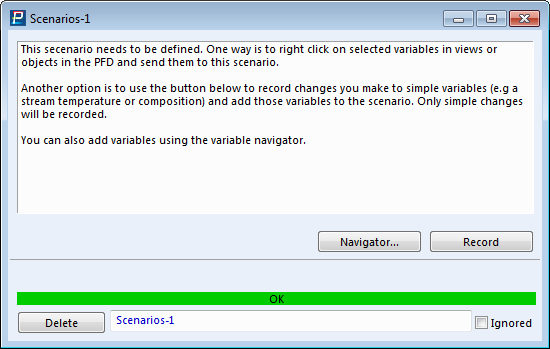 Scenarios-1
This secenario needs to be defined. One way is to right click on selected variables in views or
objects in the PFD and send them to this scenario.
Another option is to use the button below to record changes you make to simple variables (e.g a
stream temperature or composition) and add those variables to the scenario. Only simple changes
will be recorded.
You can also add variables using the variable navigator.
Navigator... Record
OK
Delete Scenarios-1 Ignored